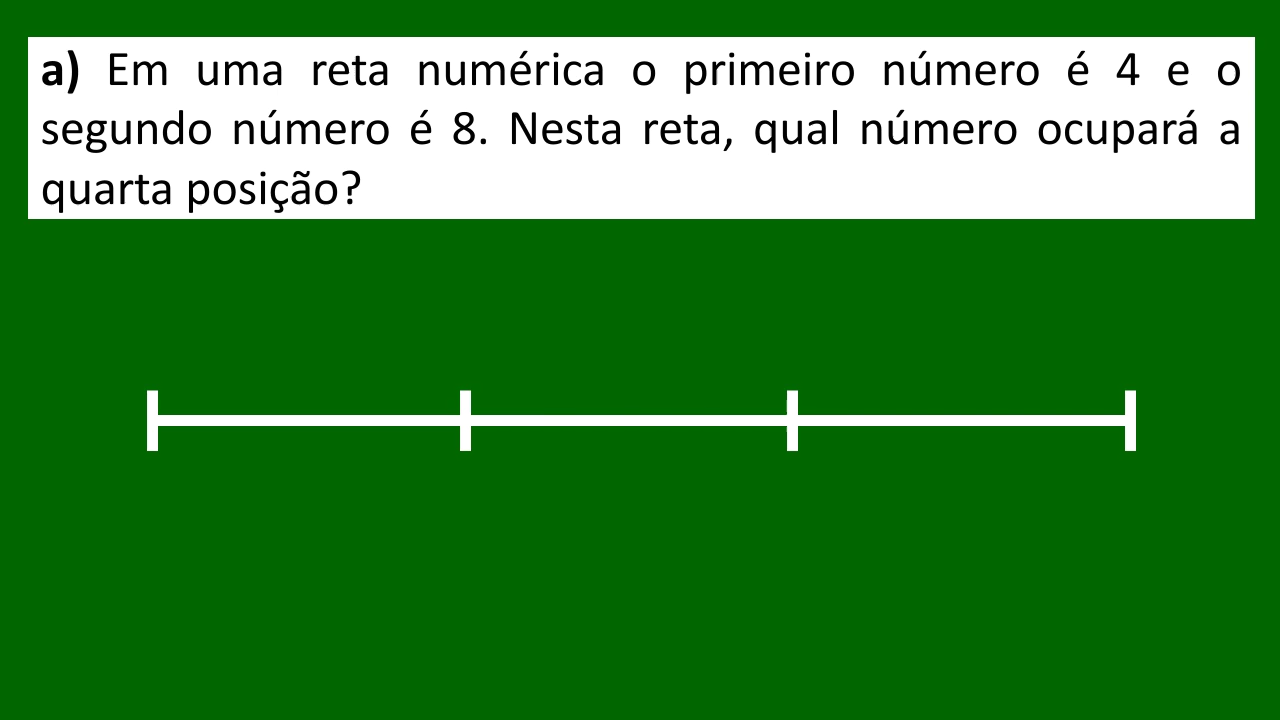 a) Em uma reta numérica o primeiro número é 4 e o
segundo número é 8. Nesta reta, qual número ocupará a
quarta posição?